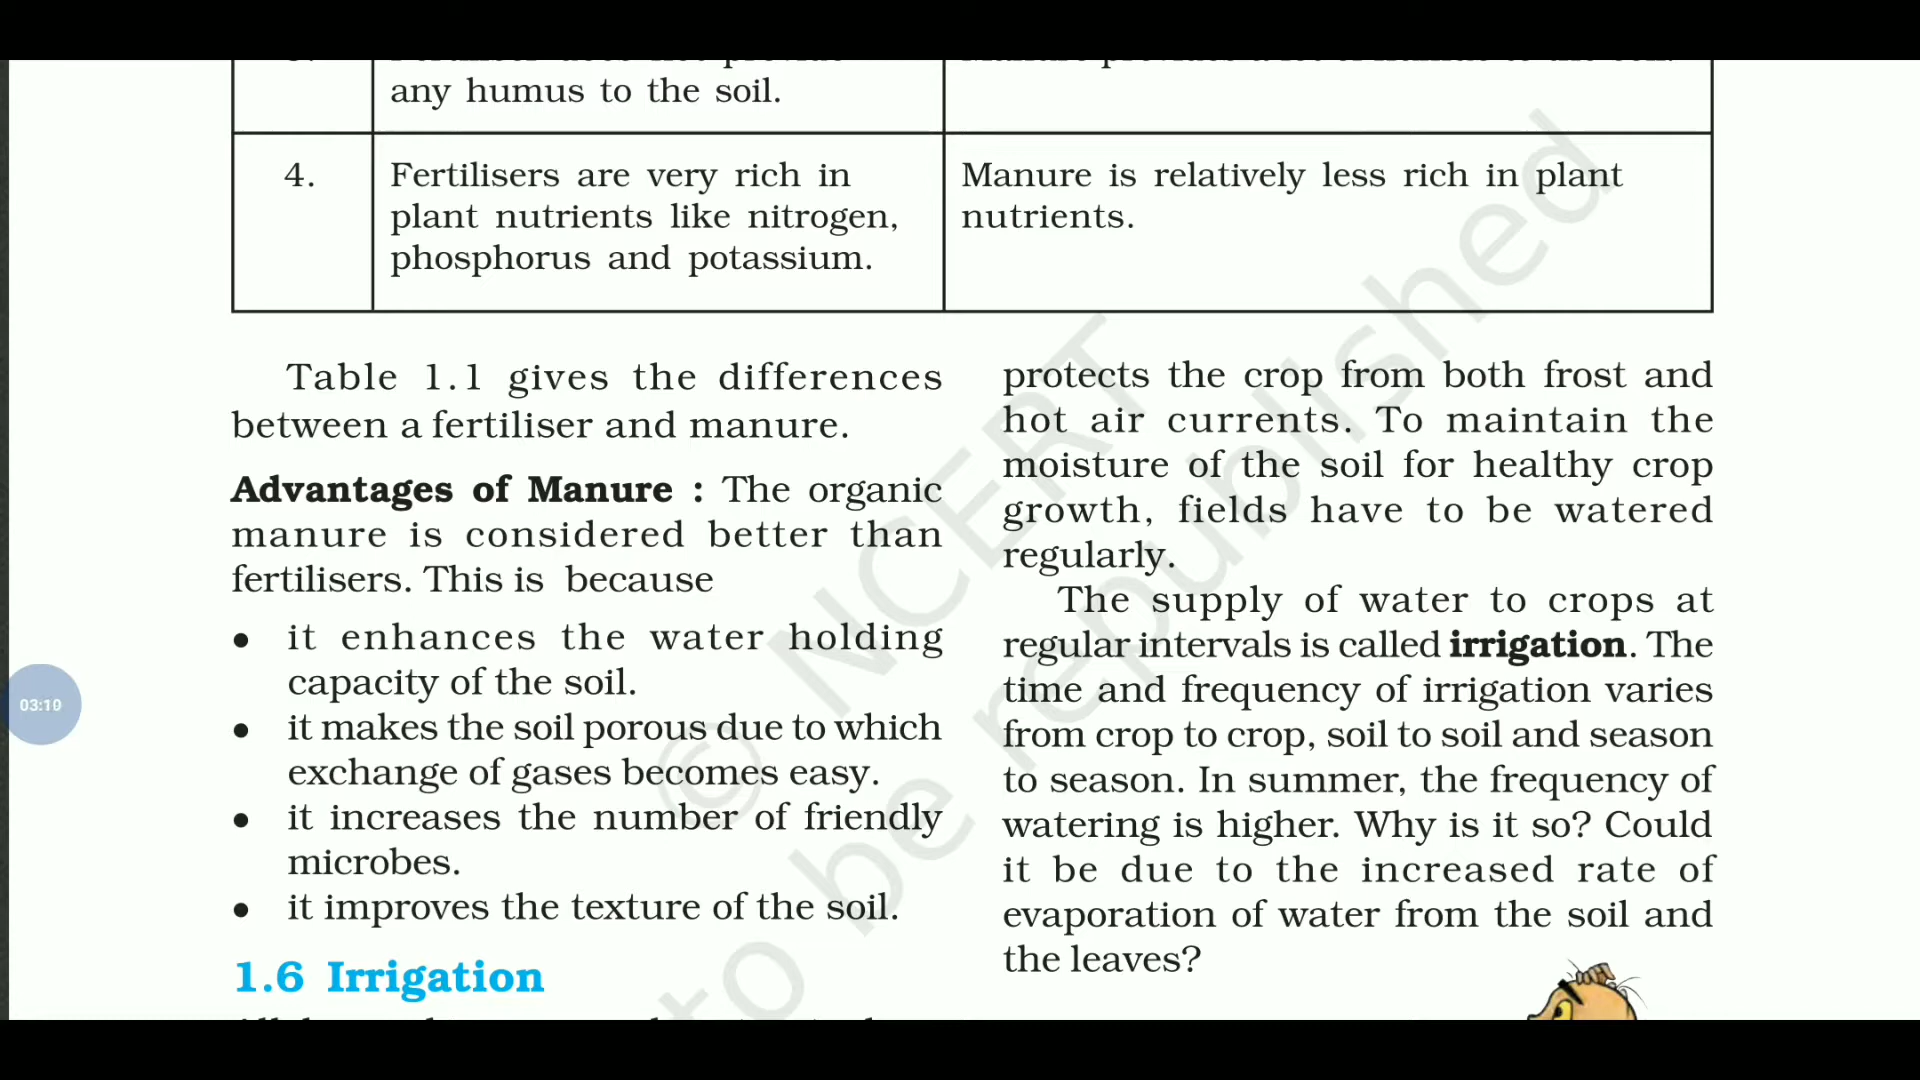 any humus to the soil.
4.
Fertilisers are very rich in
plant nutrients like nitrogen,
phosphorus and potassium.
Manure is relatively less rich in plant
nutrients.
Table 1.1 gives the differences
between a fertiliser and manure.
Advantages of Manure : The organic
manure is considered better than
fertilisers. This is because
• it enhances the water holding
capacity of the soil.
• it makes the soil porous due to which
exchange of gases becomes easy.
• it increases the number of friendly
microbes.
• it improves the texture of the soil.
1.6 Irrigation
protects the crop from both frost and
hot air currents. To maintain the
moisture of the soil for healthy crop
growth, fields have to be watered
regularly.
The supply of water to crops at
regular intervals is called irrigation. The
time and frequency of irrigation varies
from crop to crop, soil to soil and season
to season. In summer, the frequency of
watering is higher. Why is it so? Could
it be due to the increased rate of
evaporation of water from the soil and
the leaves?
© NCERT
to be republished
03:10